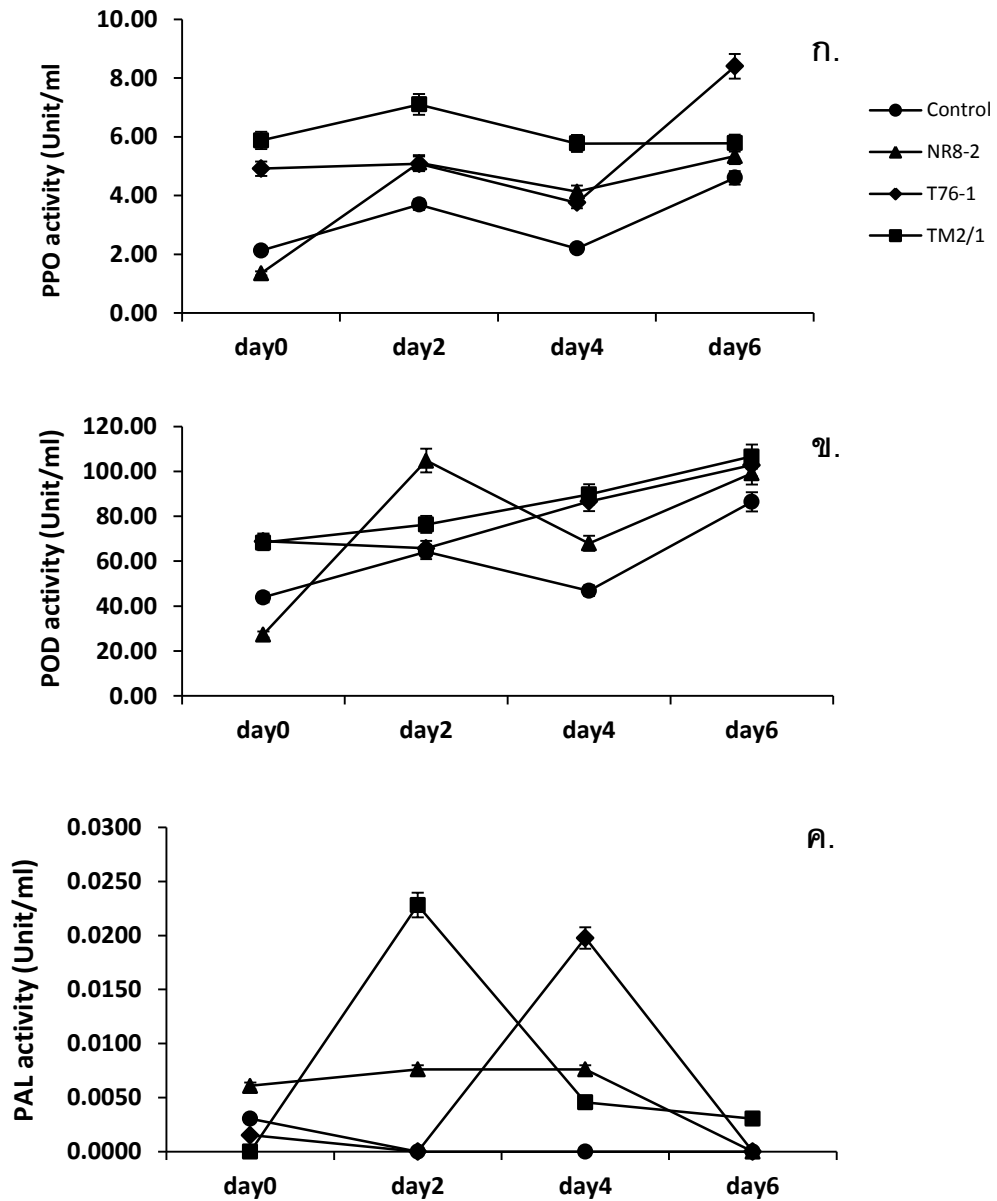 10.00
8.00
6.00
4.00
2.00
0.00
PPO activity (Unit/ml)
day0 day2 day4 day6
ก.
Control
NR8-2
T76-1
TM2/1
120.00
100.00
80.00
60.00
40.00
20.00
0.00
POD activity (Unit/ml)
day0 day2 day4 day6
ข.
0.0300
0.0250
0.0200
0.0150
0.0100
0.0050
0.0000
PAL activity (Unit/ml)
day0 day2 day4 day6
ค.